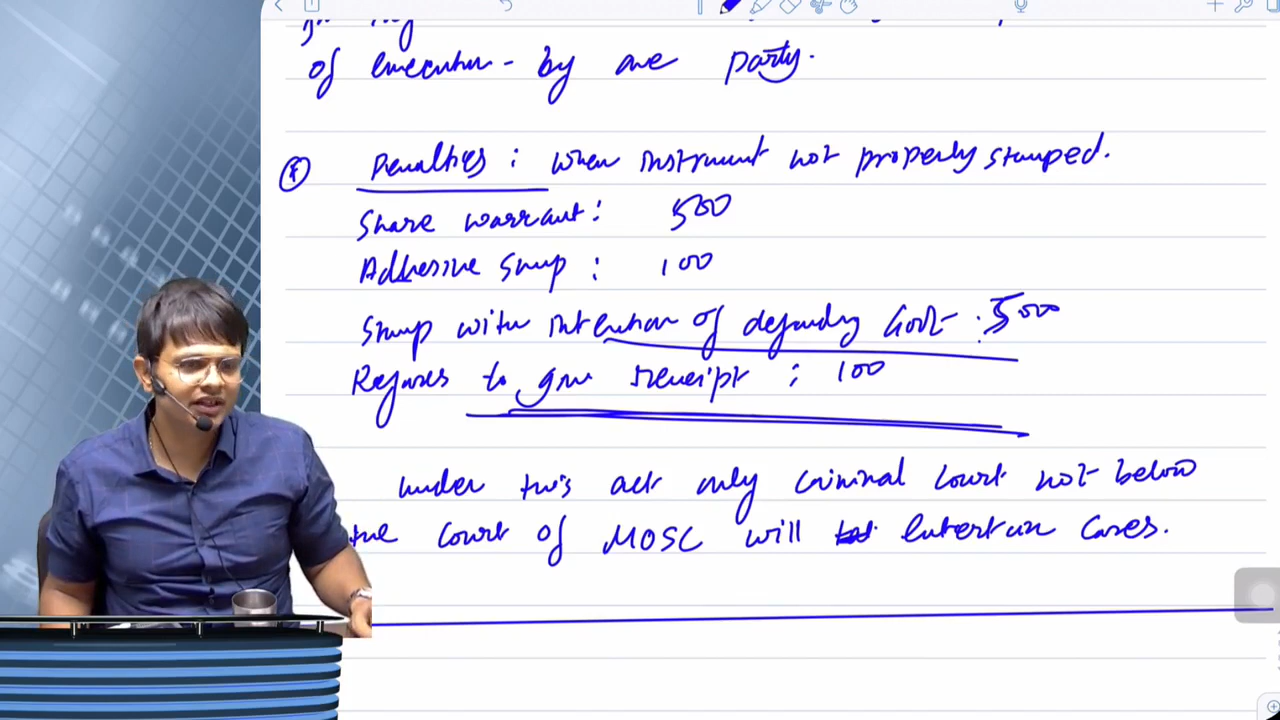 of execution - by one party.
Penalties : when instrument not properly stamped.
Share warrant : 500
Adhesive Stamp : 100
Stamp with intention of defrauding Govt : 5000
Refuses to give receipt : 100
under this act only Criminal Court not below
the Court of MOSC will entertain Cases.